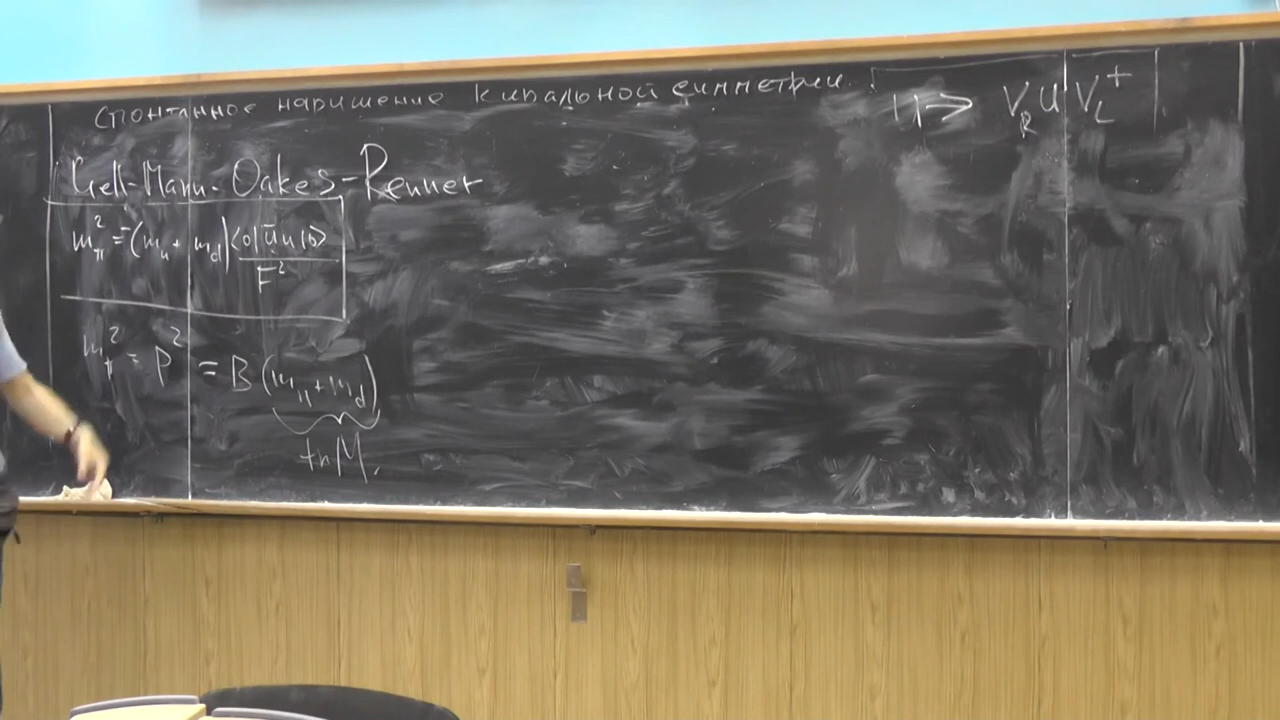 спонтанное нарушение киральной симметрии.
U → V_R U V_L^+
Gell-Mann-Oakes-Renner
m_π^2 = -(m_u + m_d) <0|ūu|0> / F^2
m_π^2 = p^2 = B (m_u + m_d)
tr M.